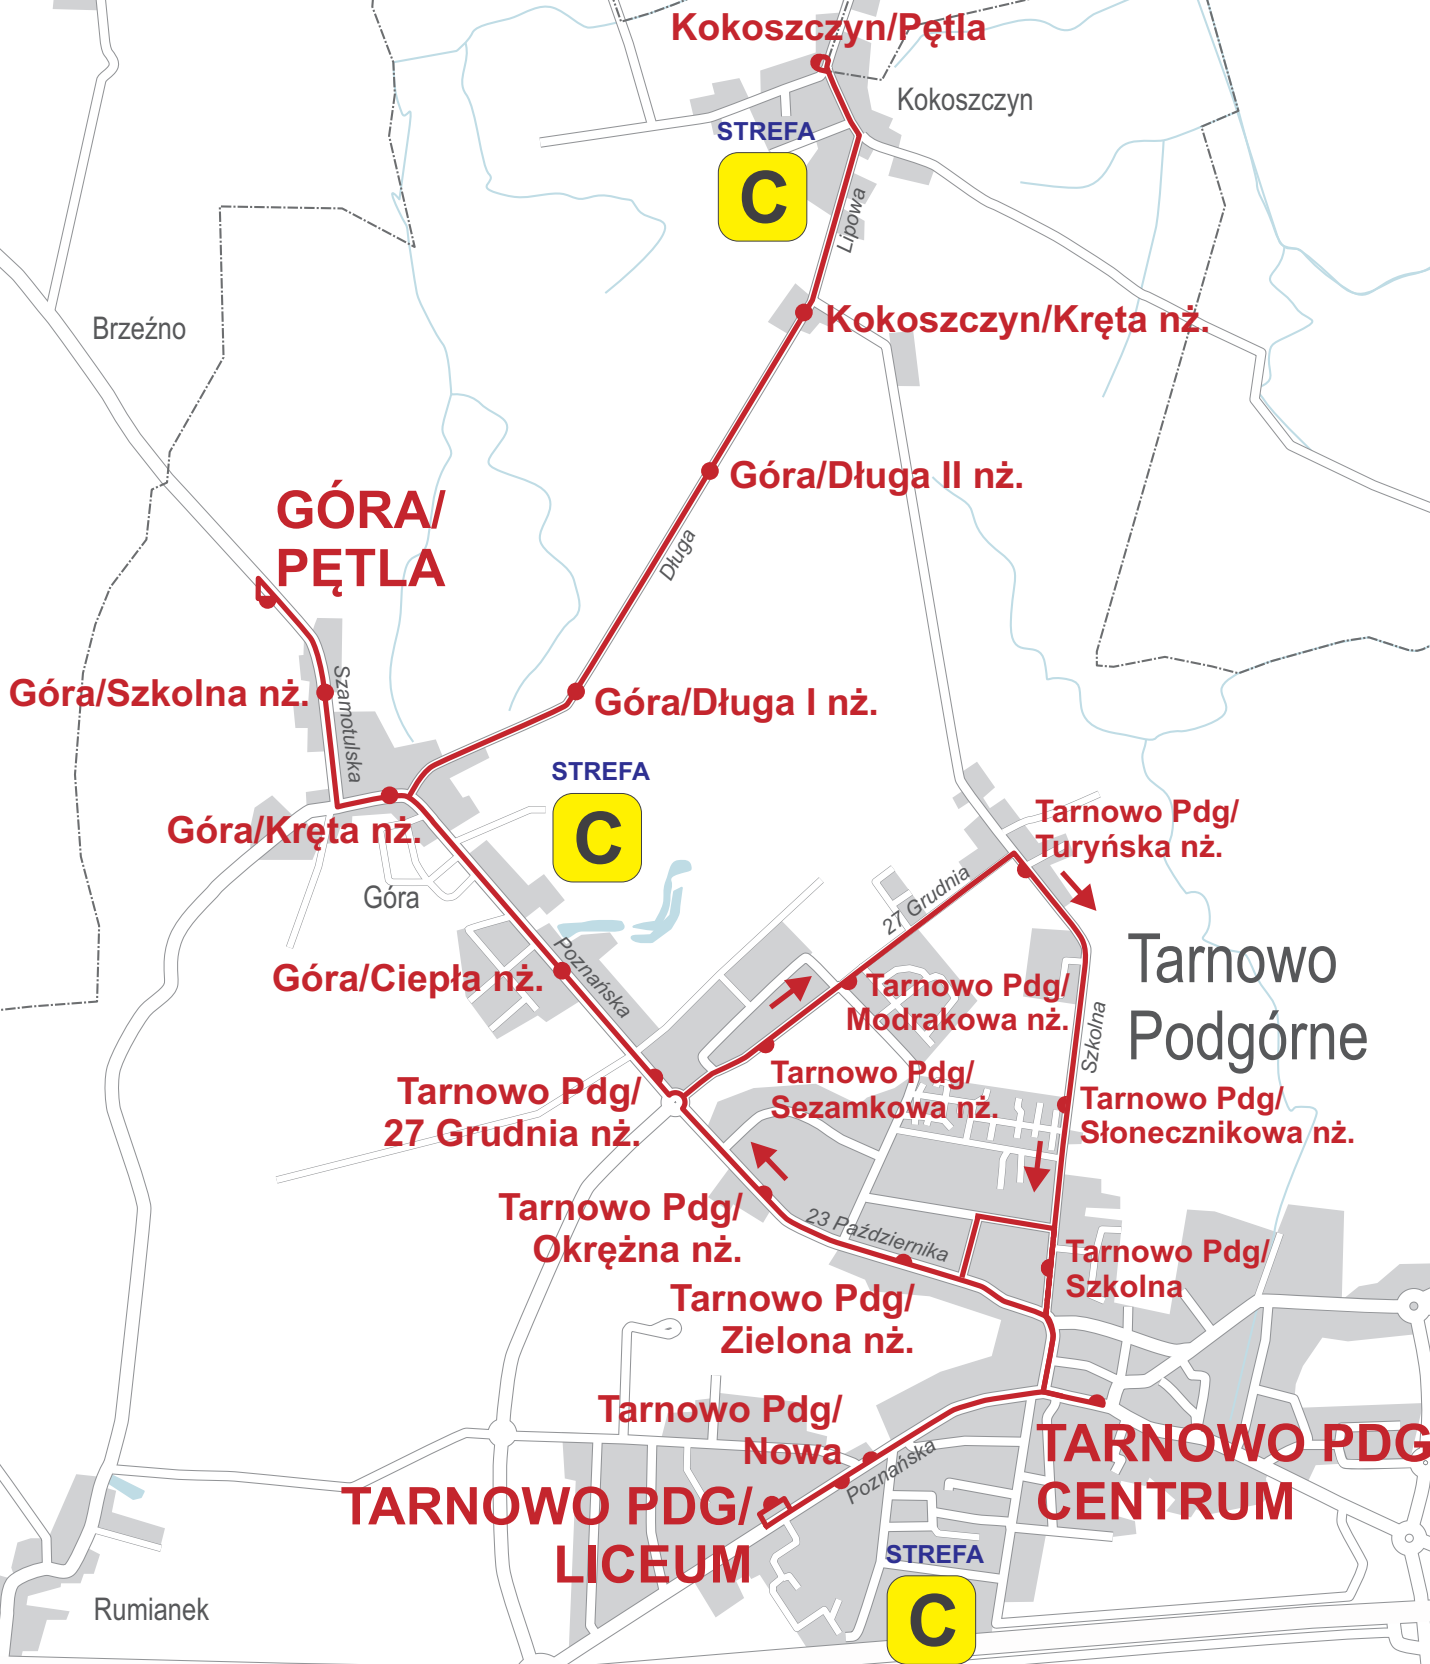 Kokoszczyn/Pętla
Kokoszczyn
STREFA
C
Lipowa
Kokoszczyn/Kręta nż.
Brzeźno
Góra/Długa II nż.
GÓRA/
PĘTLA
Długa
Góra/Szkolna nż.
Szamotulska
Góra/Długa I nż.
STREFA
C
Góra/Kręta nż.
Góra
Tarnowo Pdg/
Turyńska nż.
27 Grudnia
Tarnowo
Podgórne
Góra/Ciepła nż.
Poznańska
Tarnowo Pdg/
Modrakowa nż.
Szkolna
Tarnowo Pdg/
27 Grudnia nż.
Tarnowo Pdg/
Sezamkowa nż.
Tarnowo Pdg/
Słonecznikowa nż.
Tarnowo Pdg/
Okrężna nż.
23 Października
Tarnowo Pdg/
Szkolna
Tarnowo Pdg/
Zielona nż.
Tarnowo Pdg/
Nowa
Poznańska
TARNOWO PDG
CENTRUM
TARNOWO PDG/
LICEUM
STREFA
C
Rumianek